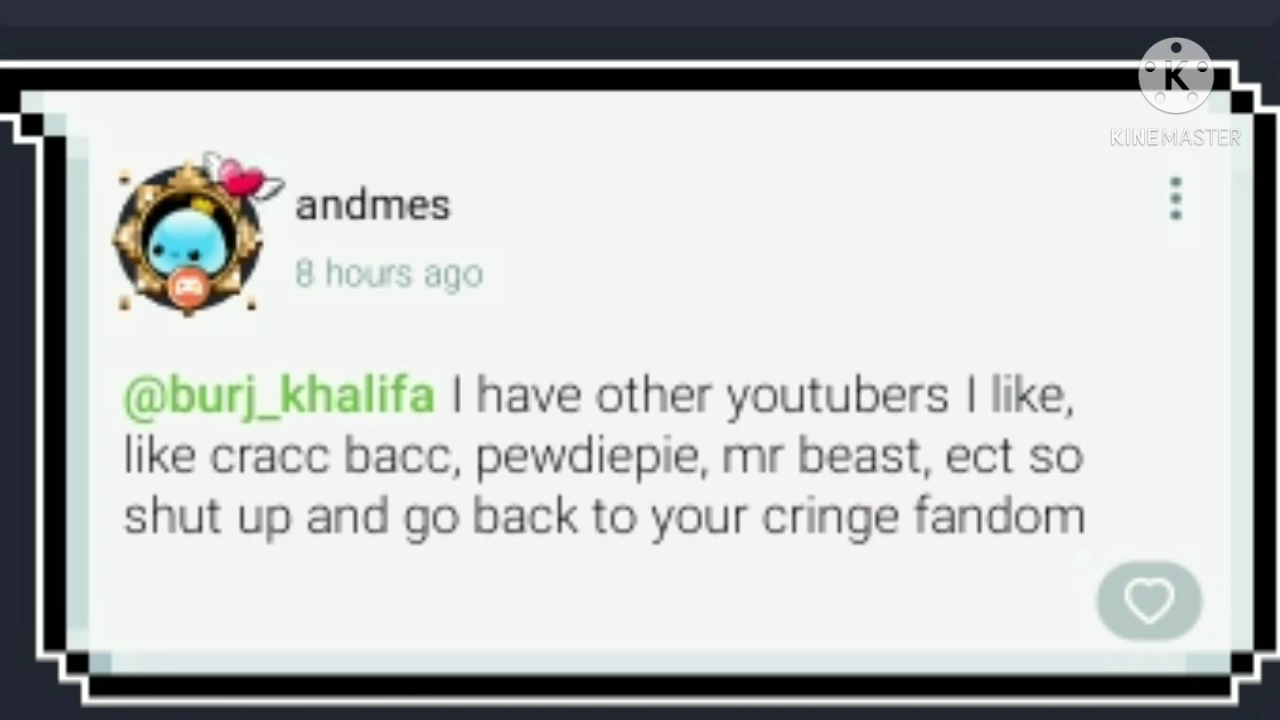 K
KINEMASTER
andmes
8 hours ago
@burj_khalifa I have other youtubers I like,
like cracc bacc, pewdiepie, mr beast, ect so
shut up and go back to your cringe fandom